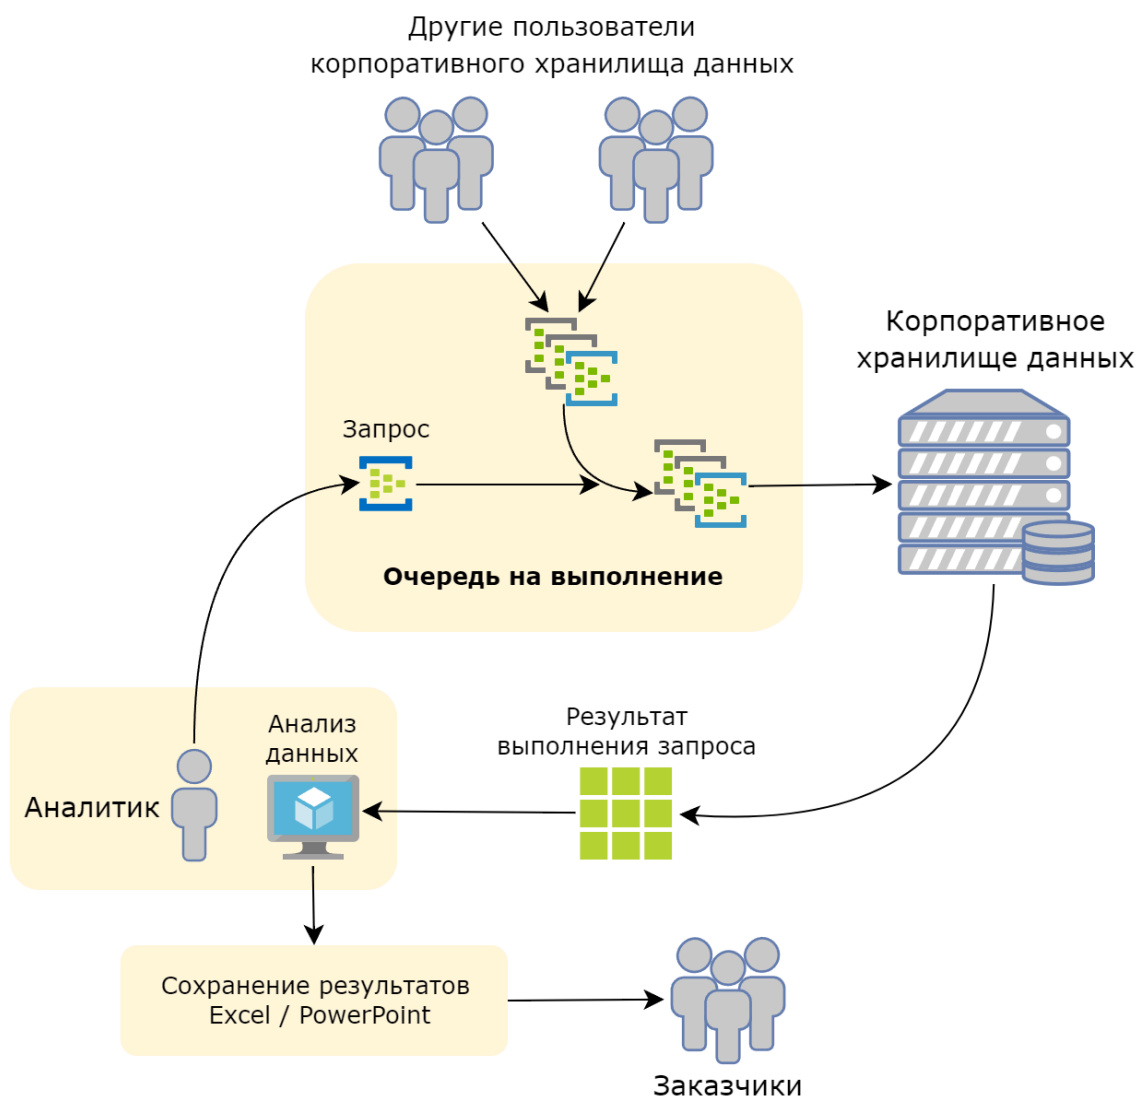 Другие пользователи
корпоративного хранилища данных
Корпоративное
хранилище данных
Запрос
Очередь на выполнение
Результат
выполнения запроса
Анализ
данных
Аналитик
Сохранение результатов
Excel / PowerPoint
Заказчики